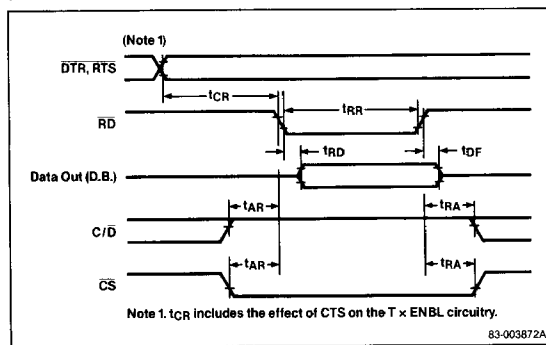 (Note 1)
DTR, RTS
tCR
RD
tRR
tRD
tDF
Data Out (D.B.)
tAR
tRA
C/D
tAR
tRA
CS
Note 1. tCR includes the effect of CTS on the T × ENBL circuitry.
83-003872A